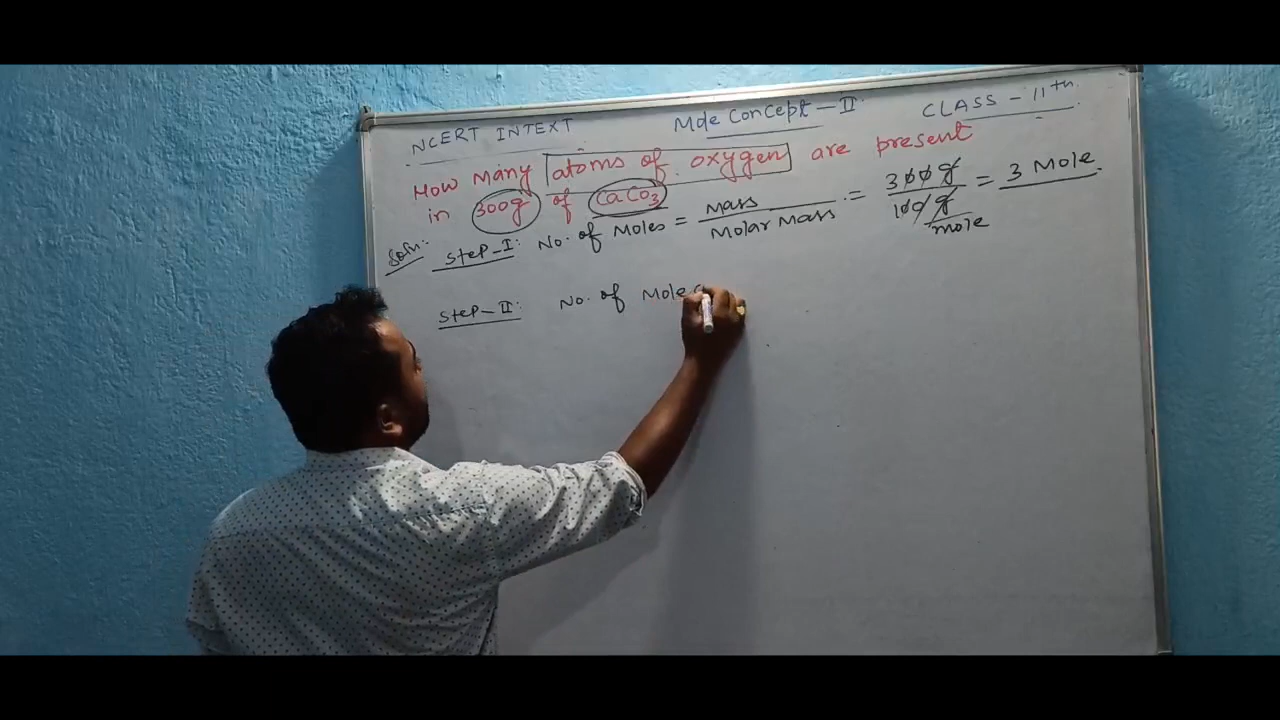 NCERT INTEXT Mole Concept - II CLASS - 11th.
How many atoms of oxygen are present
in 300g of CaCO3
Soln: Step-I: No. of Moles = Mass / Molar Mass = 300 g / 100 g/mole = 3 Mole.
Step-II: No. of Molec